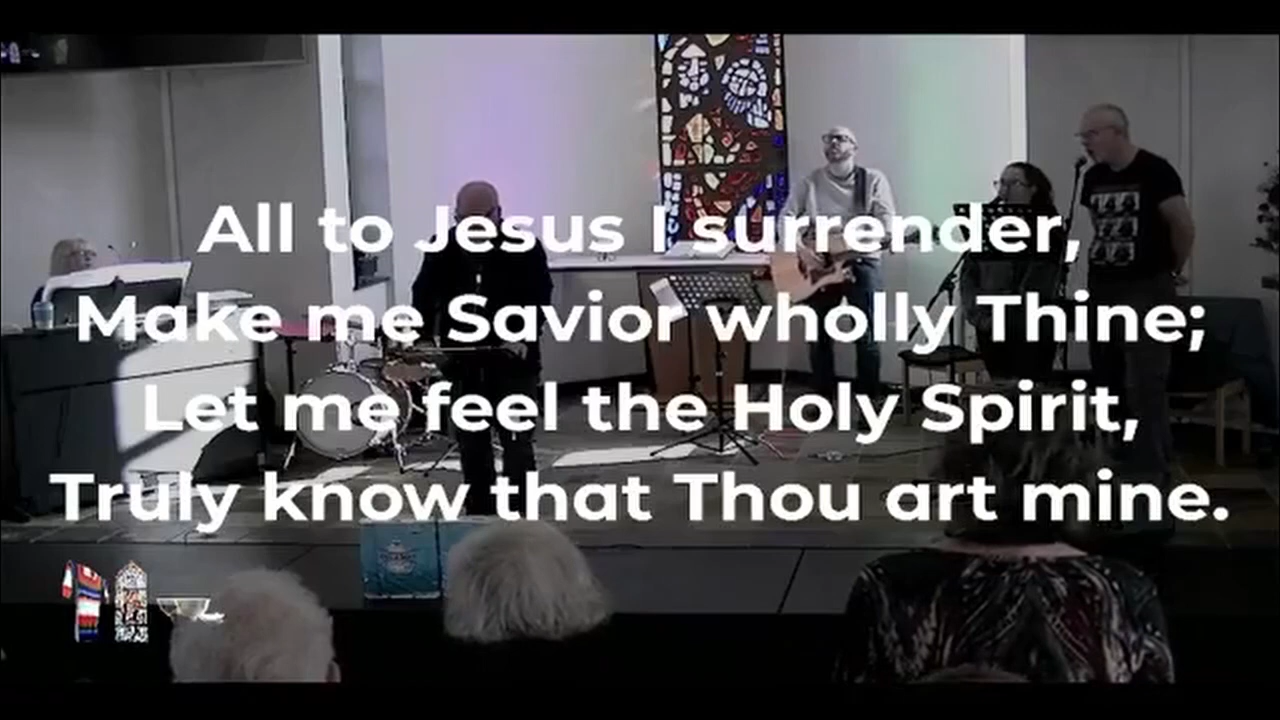 All to Jesus I surrender,
Make me Savior wholly Thine;
Let me feel the Holy Spirit,
Truly know that Thou art mine.